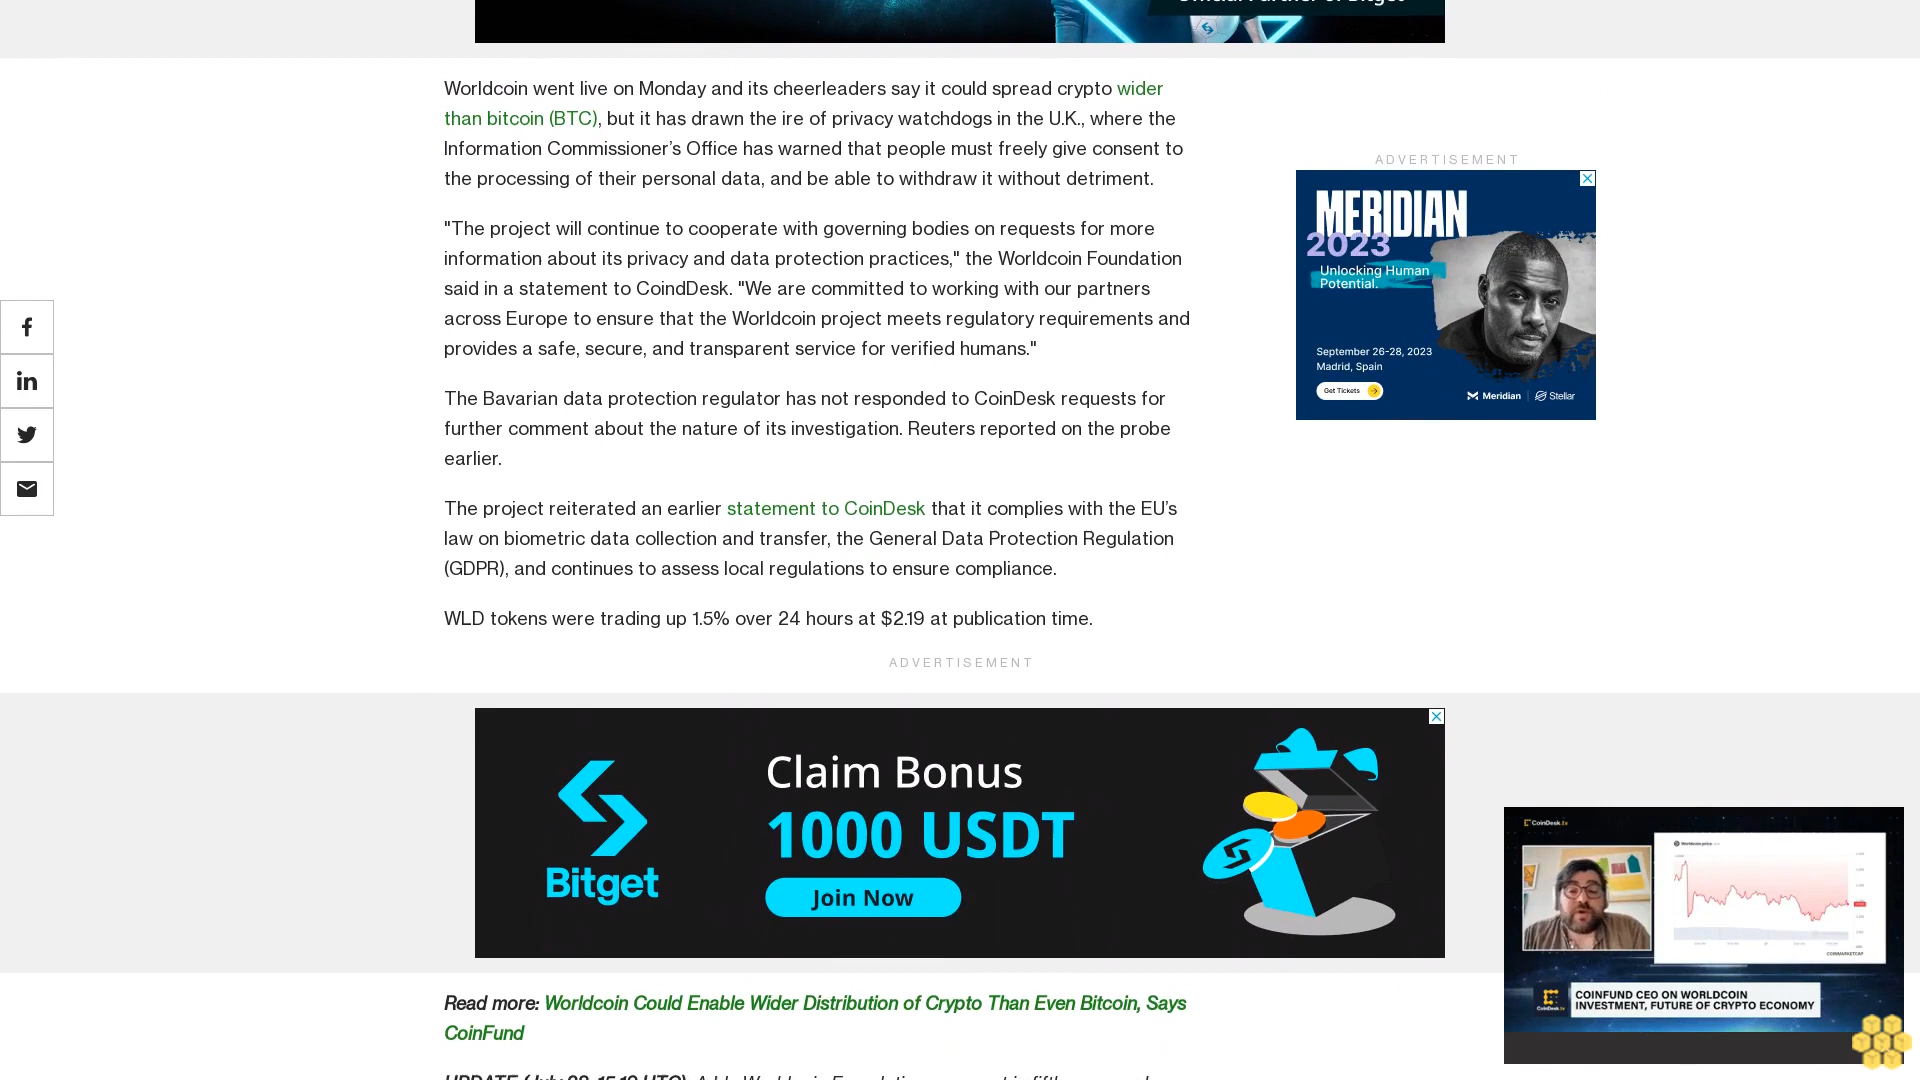 Worldcoin went live on Monday and its cheerleaders say it could spread crypto wider
than bitcoin (BTC), but it has drawn the ire of privacy watchdogs in the U.K., where the
Information Commissioner’s Office has warned that people must freely give consent to
the processing of their personal data, and be able to withdraw it without detriment.
"The project will continue to cooperate with governing bodies on requests for more
information about its privacy and data protection practices," the Worldcoin Foundation
said in a statement to CoindDesk. "We are committed to working with our partners
across Europe to ensure that the Worldcoin project meets regulatory requirements and
provides a safe, secure, and transparent service for verified humans."
The Bavarian data protection regulator has not responded to CoinDesk requests for
further comment about the nature of its investigation. Reuters reported on the probe
earlier.
The project reiterated an earlier statement to CoinDesk that it complies with the EU’s
law on biometric data collection and transfer, the General Data Protection Regulation
(GDPR), and continues to assess local regulations to ensure compliance.
WLD tokens were trading up 1.5% over 24 hours at $2.19 at publication time.
ADVERTISEMENT
MERIDIAN
2023
Unlocking Human
Potential.
September 26-28, 2023
Madrid, Spain
Get Tickets
Meridian | Stellar
ADVERTISEMENT
Bitget
Claim Bonus
1000 USDT
Join Now
CoinDesk.tv
Worldcoin price
COINMARKETCAP
CoinDesk.tv
COINFUND CEO ON WORLDCOIN
INVESTMENT, FUTURE OF CRYPTO ECONOMY
Read more: Worldcoin Could Enable Wider Distribution of Crypto Than Even Bitcoin, Says
CoinFund